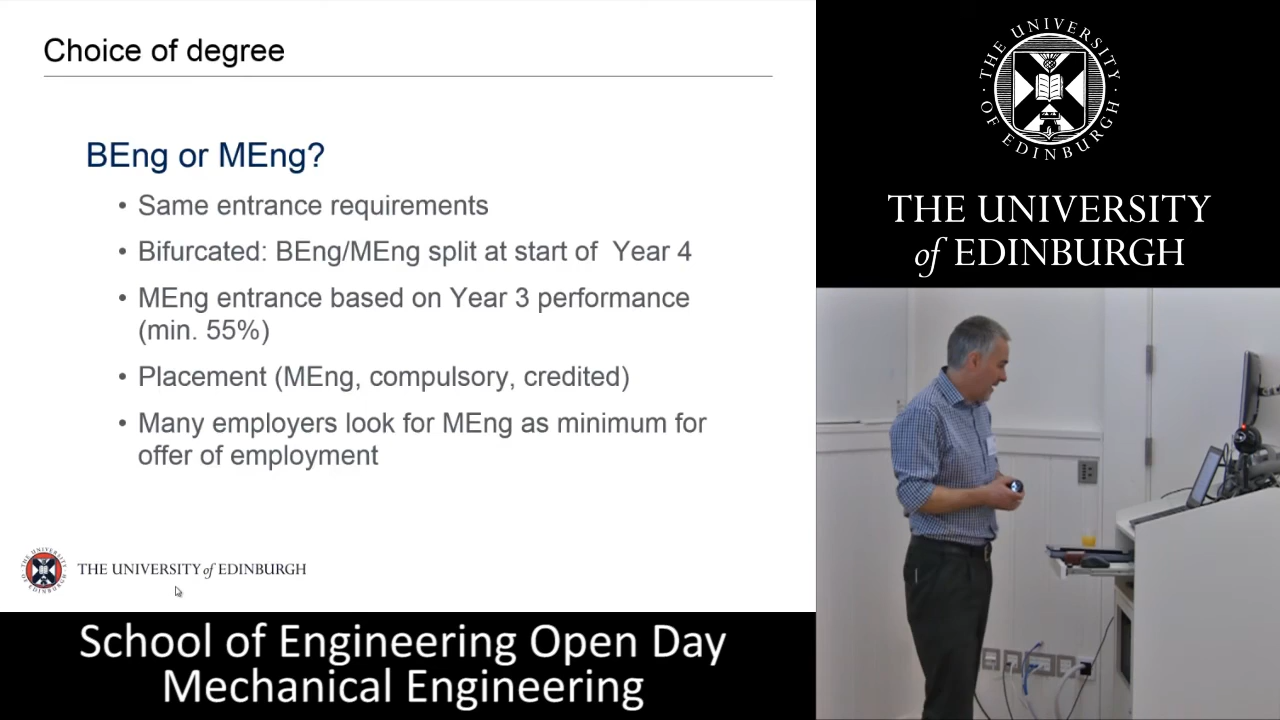 Choice of degree
BEng or MEng?
• Same entrance requirements
• Bifurcated: BEng/MEng split at start of Year 4
• MEng entrance based on Year 3 performance
(min. 55%)
• Placement (MEng, compulsory, credited)
• Many employers look for MEng as minimum for
offer of employment
THE UNIVERSITY of EDINBURGH
School of Engineering Open Day
Mechanical Engineering
THE UNIVERSITY OF EDINBURGH
THE UNIVERSITY
of EDINBURGH